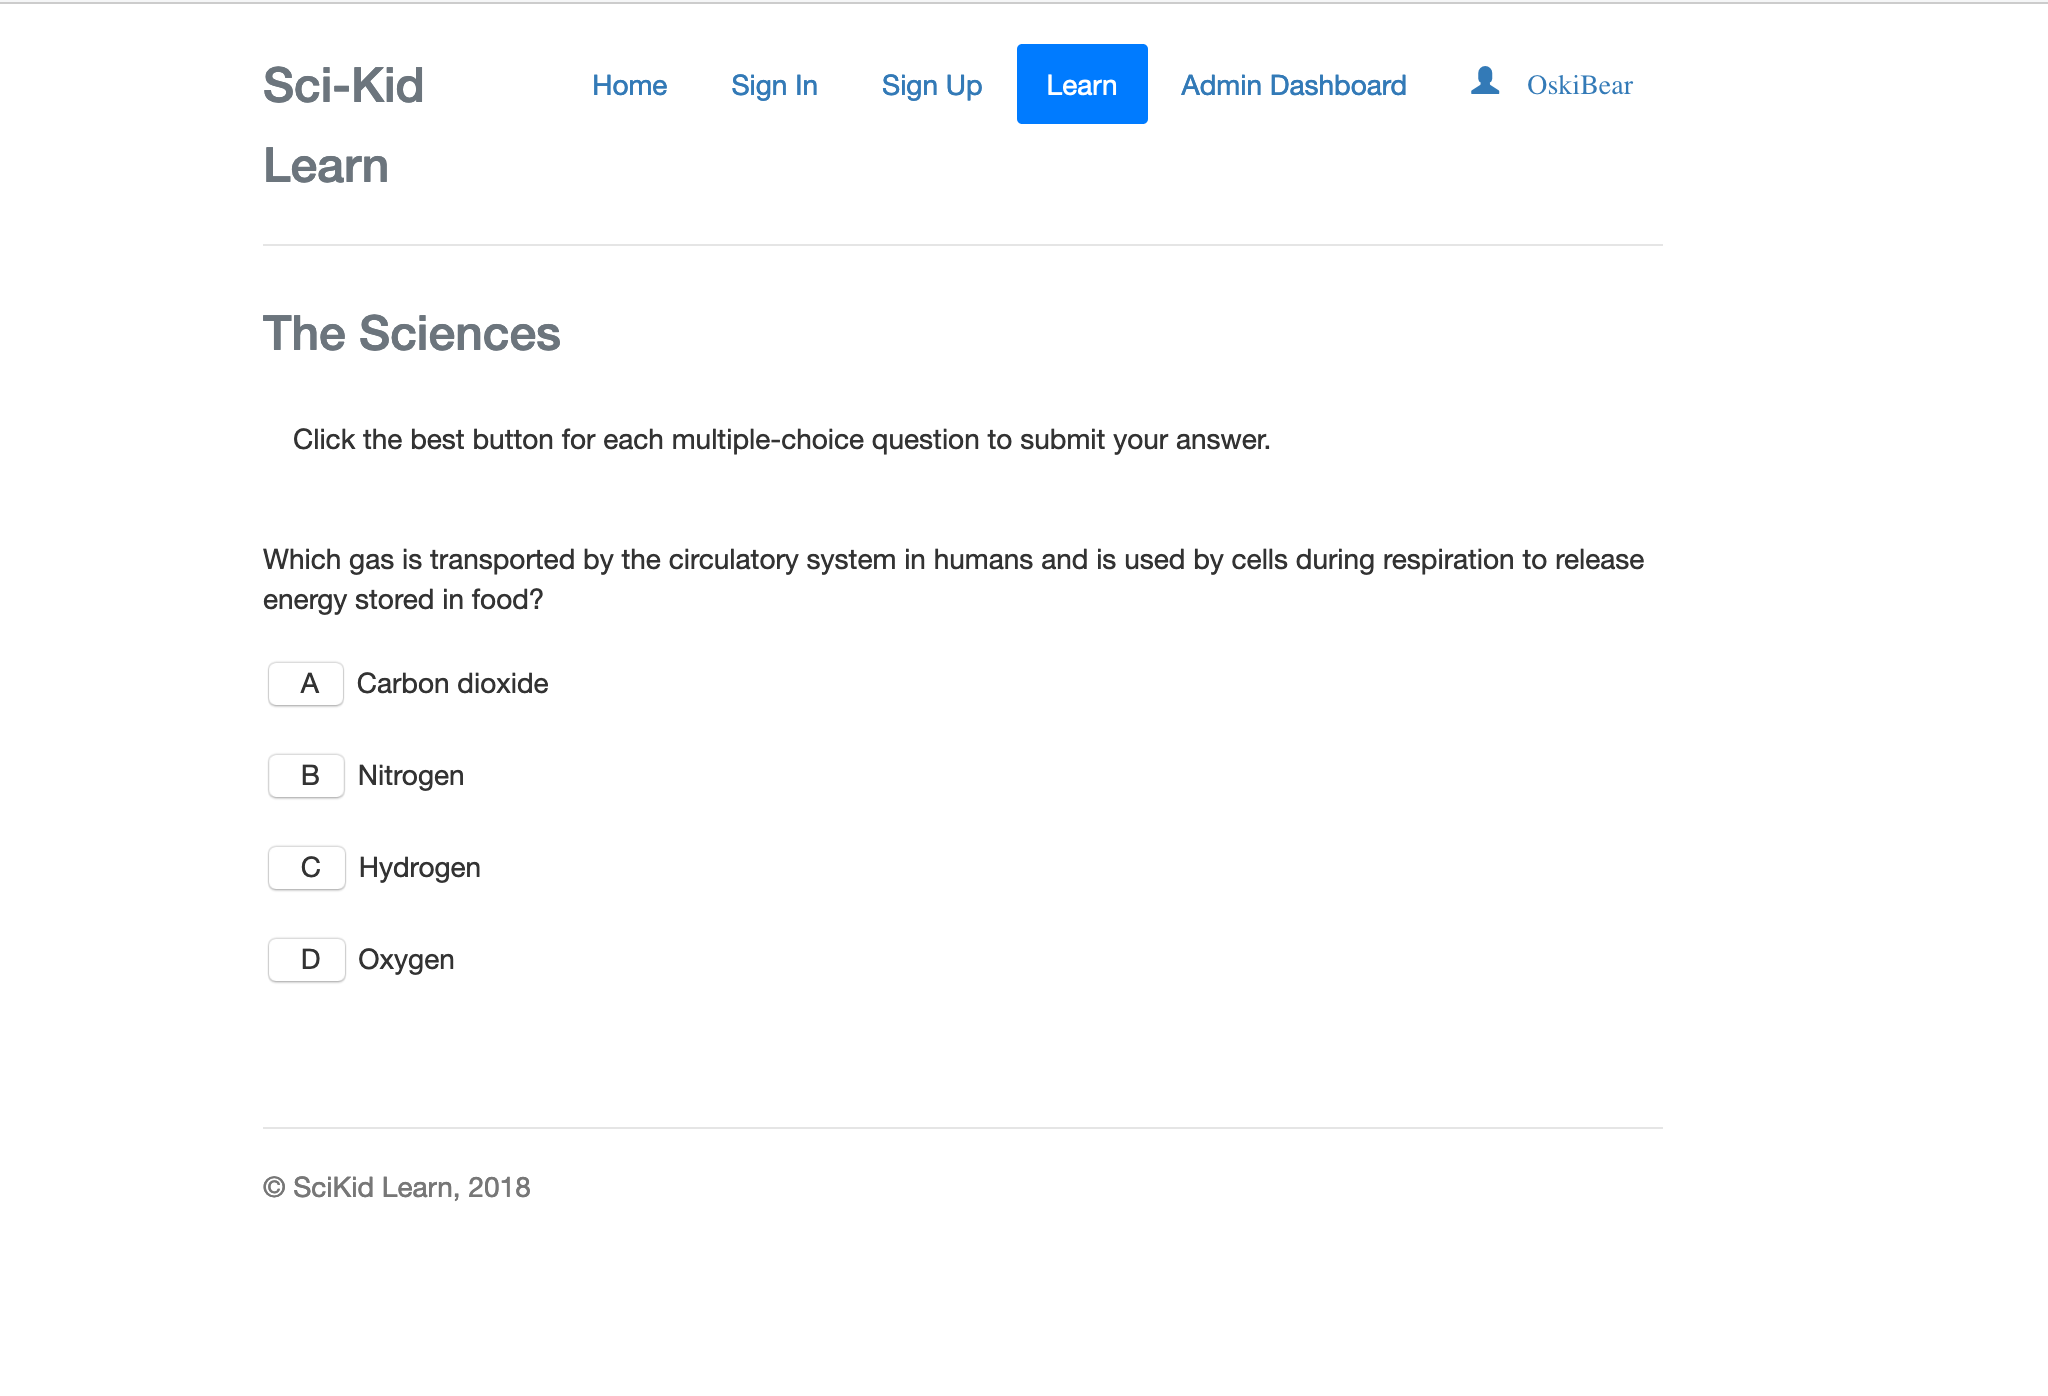 Sci-Kid Learn
Home
Sign In
Sign Up
Learn
Admin Dashboard
OskiBear
The Sciences
Click the best button for each multiple-choice question to submit your answer.
Which gas is transported by the circulatory system in humans and is used by cells during respiration to release
energy stored in food?
A Carbon dioxide
B Nitrogen
C Hydrogen
D Oxygen
© SciKid Learn, 2018